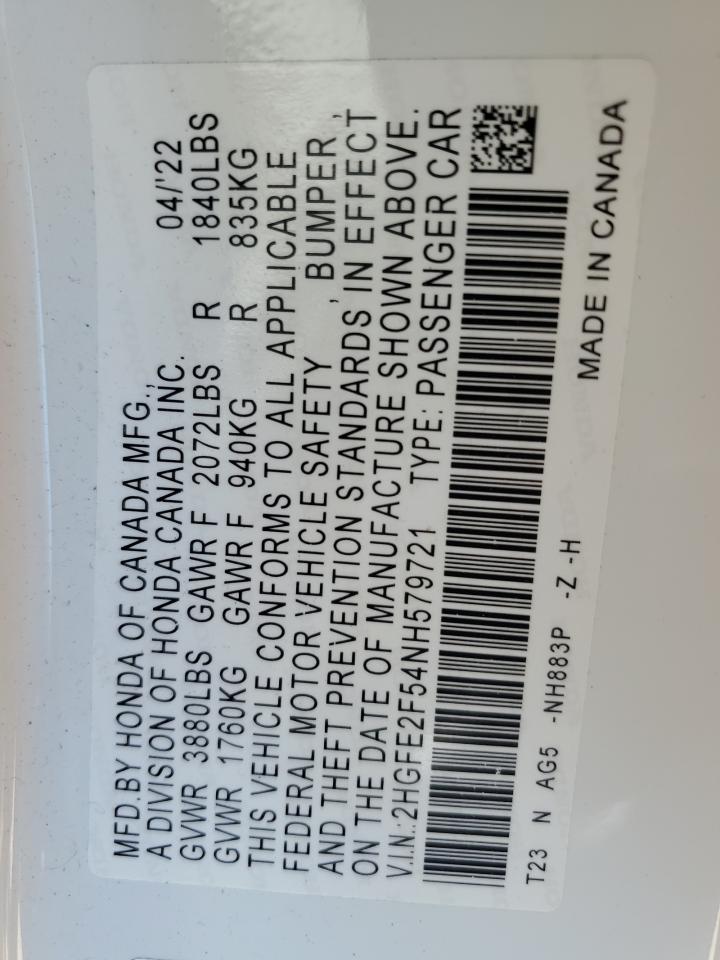 MFD.BY HONDA OF CANADA MFG.,
A DIVISION OF HONDA CANADA INC. 04/'22
GVWR 3880LBS GAWR F 2072LBS R 1840LBS
GVWR 1760KG GAWR F 940KG R 835KG
THIS VEHICLE CONFORMS TO ALL APPLICABLE
FEDERAL MOTOR VEHICLE SAFETY , BUMPER ,
AND THEFT PREVENTION STANDARDS IN EFFECT
ON THE DATE OF MANUFACTURE SHOWN ABOVE.
V.I.N.:2HGFE2F54NH579721 TYPE: PASSENGER CAR
T23 N AG5 -NH883P -Z -H
MADE IN CANADA